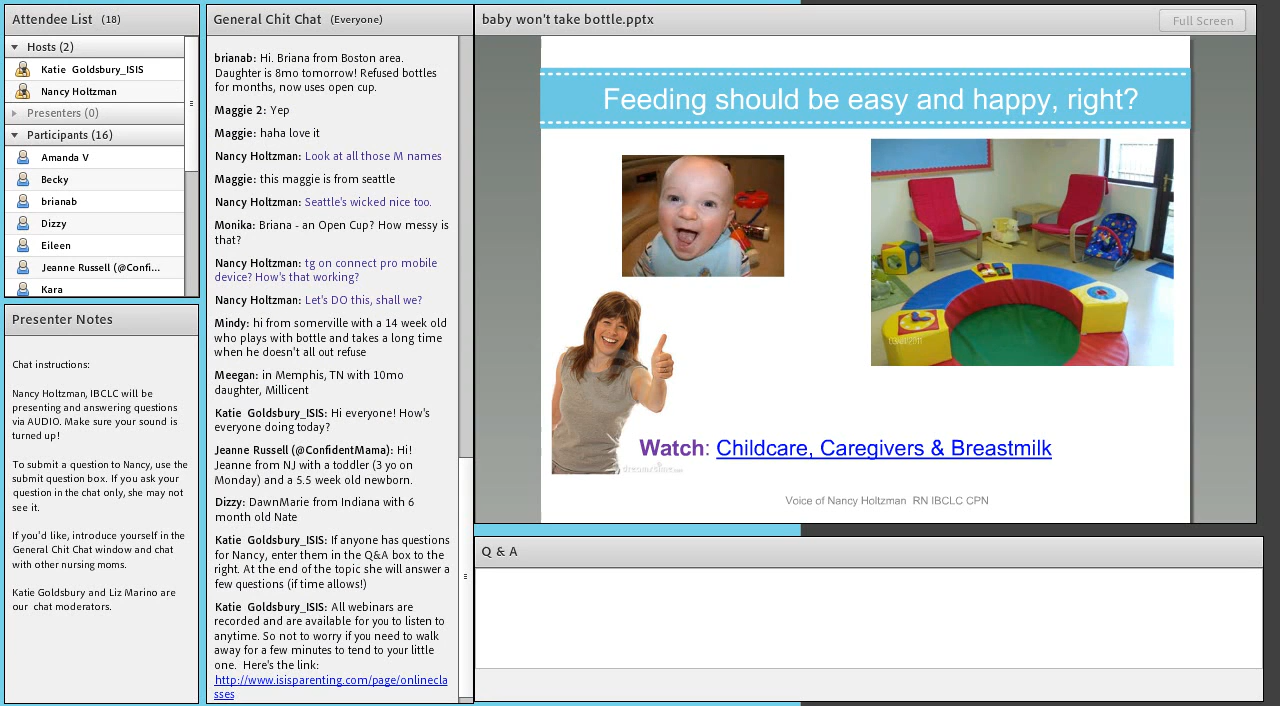 Attendee List (18)
Hosts (2)
Katie Goldsbury_ISIS
Nancy Holtzman
Presenters (0)
Participants (16)
Amanda V
Becky
brianab
Dizzy
Eileen
Jeanne Russell (@Confi...
Kara
Presenter Notes
Chat instructions:
Nancy Holtzman, IBCLC will be
presenting and answering questions
via AUDIO. Make sure your sound is
turned up!
To submit a question to Nancy, use the
submit question box. If you ask your
question in the chat only, she may not
see it.
If you'd like, introduce yourself in the
General Chit Chat window and chat
with other nursing moms.
Katie Goldsbury and Liz Marino are
our chat moderators.
General Chit Chat (Everyone)
brianab: Hi. Briana from Boston area.
Daughter is 8mo tomorrow! Refused bottles
for months, now uses open cup.
Maggie 2: Yep
Maggie: haha love it
Nancy Holtzman: Look at all those M names
Maggie: this maggie is from seattle
Nancy Holtzman: Seattle's wicked nice too.
Monika: Briana - an Open Cup? How messy is
that?
Nancy Holtzman: tg on connect pro mobile
device? How's that working?
Nancy Holtzman: Let's DO this, shall we?
Mindy: hi from somerville with a 14 week old
who plays with bottle and takes a long time
when he doesn't all out refuse
Meegan: in Memphis, TN with 10mo
daughter, Millicent
Katie Goldsbury_ISIS: Hi everyone! How's
everyone doing today?
Jeanne Russell (@ConfidentMama): Hi!
Jeanne from NJ with a toddler (3 yo on
Monday) and a 5.5 week old newborn.
Dizzy: DawnMarie from Indiana with 6
month old Nate
Katie Goldsbury_ISIS: If anyone has questions
for Nancy, enter them in the Q&A box to the
right. At the end of the topic she will answer a
few questions (if time allows!)
Katie Goldsbury_ISIS: All webinars are
recorded and are available for you to listen to
anytime. So not to worry if you need to walk
away for a few minutes to tend to your little
one. Here's the link:
http://www.isisparenting.com/page/onlinecla
sses
baby won't take bottle.pptx
Full Screen
Feeding should be easy and happy, right?
Watch: Childcare, Caregivers & Breastmilk
dreamstime.com
Voice of Nancy Holtzman RN IBCLC CPN
Q & A